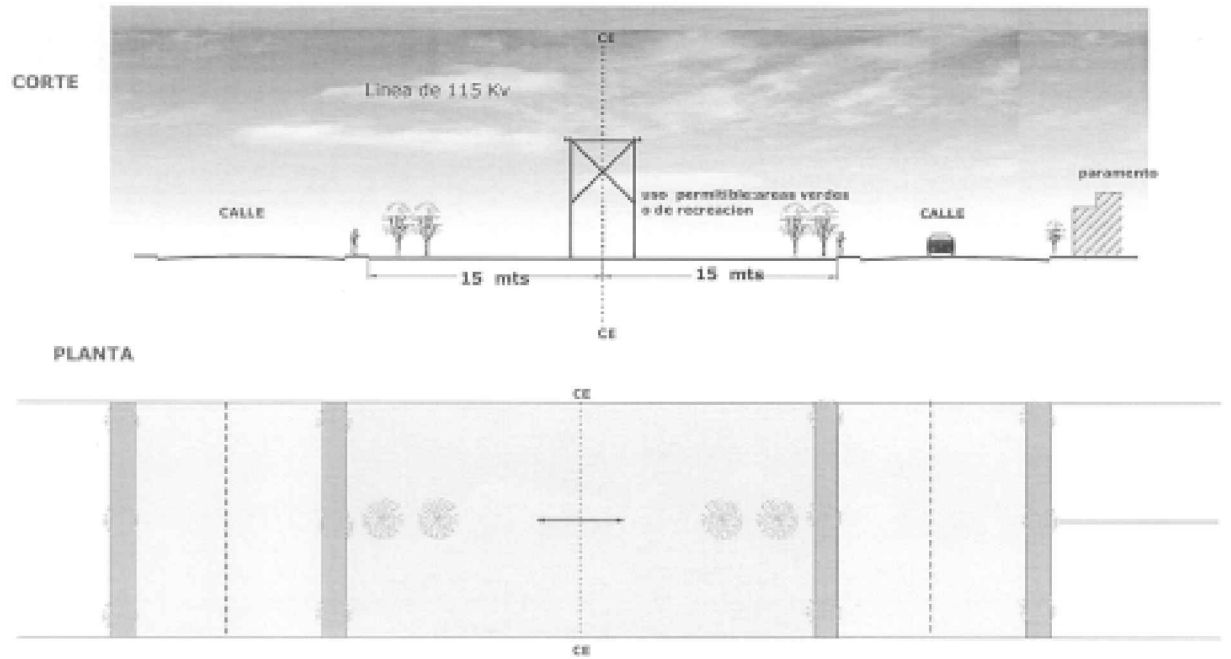 CORTE
CE
Linea de 115 Kv
paramento
uso permitible:areas verdes
o de recreacion
CALLE
CALLE
15 mts
15 mts
CE
PLANTA
CE
CE